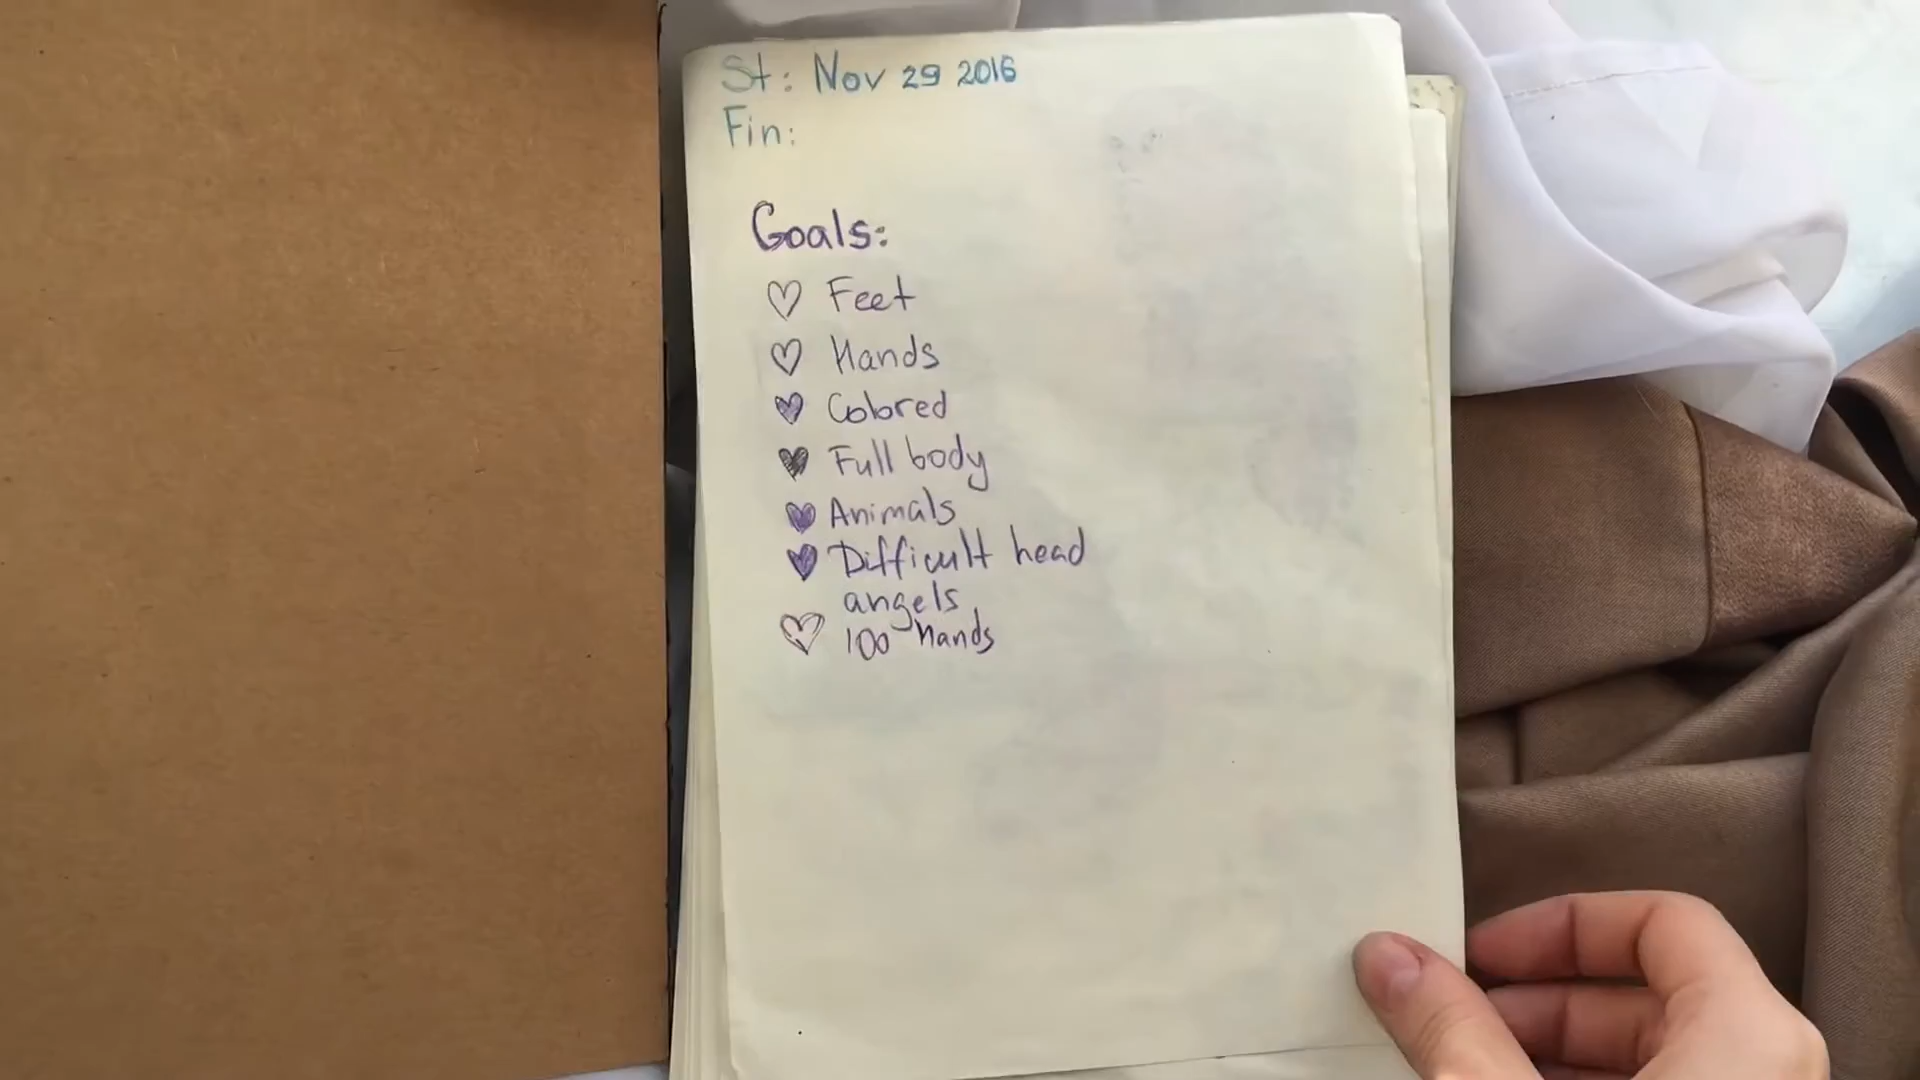 St: Nov 29 2016
Fin:
Goals:
Feet
Hands
Colored
Full body
Animals
Difficult head
angels
100 hands